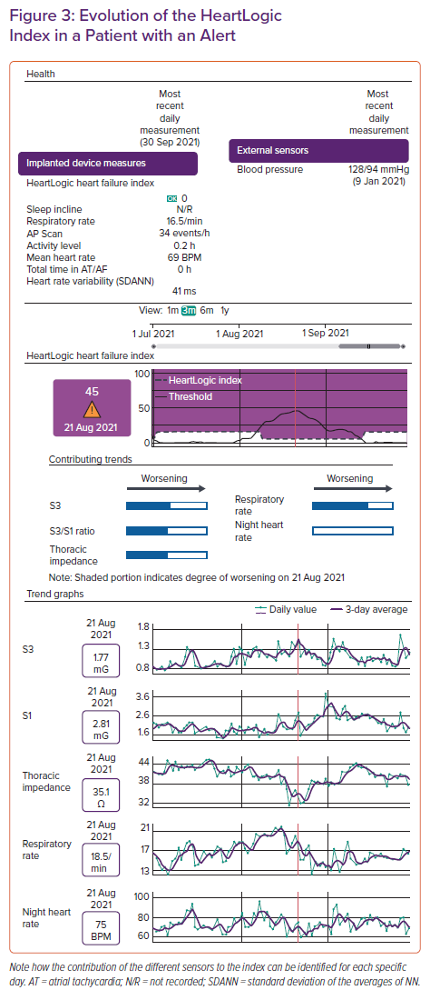 Figure 3: Evolution of the HeartLogic
Index in a Patient with an Alert
Health
Most
recent
daily
measurement
(30 Sep 2021)
Most
recent
daily
measurement
Implanted device measures
External sensors
Blood pressure 128/94 mmHg
(9 Jan 2021)
HeartLogic heart failure index
OK 0
Sleep incline N/R
Respiratory rate 16.5/min
AP Scan 34 events/h
Activity level 0.2 h
Mean heart rate 69 BPM
Total time in AT/AF 0 h
Heart rate variability (SDANN)
41 ms
View: 1m 3m 6m 1y
1 Jul 2021 1 Aug 2021 1 Sep 2021
HeartLogic heart failure index
45
21 Aug 2021
100
50
0
HeartLogic index
Threshold
Contributing trends
Worsening
Worsening
S3
Respiratory
rate
S3/S1 ratio
Night heart
rate
Thoracic
impedance
Note: Shaded portion indicates degree of worsening on 21 Aug 2021
Trend graphs
Daily value 3-day average
S3
21 Aug
2021
1.77
mG
1.8
1.3
0.8
S1
21 Aug
2021
2.81
mG
3.6
2.6
1.6
Thoracic
impedance
21 Aug
2021
35.1
Ω
44
38
32
Respiratory
rate
21 Aug
2021
18.5/
min
21
17
13
Night heart
rate
21 Aug
2021
75
BPM
100
80
60
Note how the contribution of the different sensors to the index can be identified for each specific
day. AT = atrial tachycardia; N/R = not recorded; SDANN = standard deviation of the averages of NN.